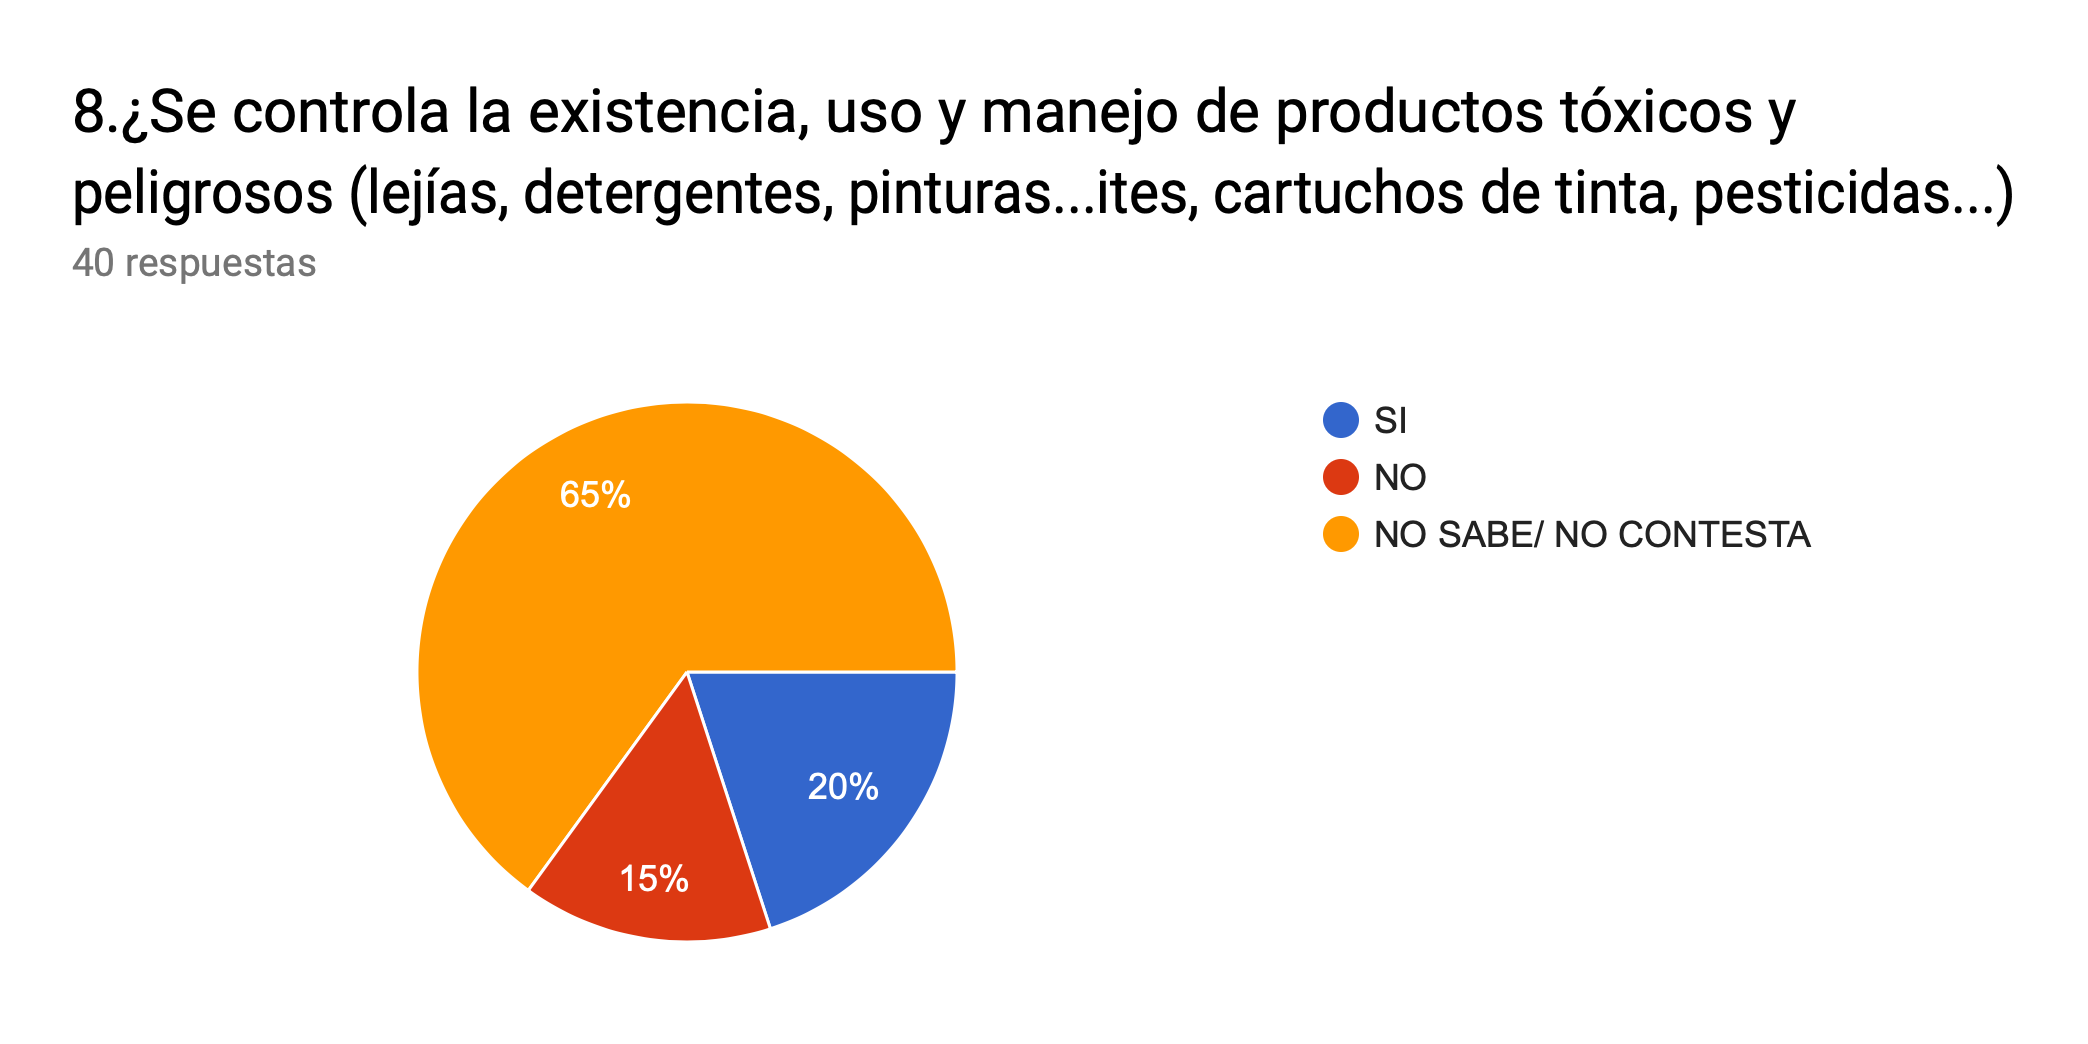 8.¿Se controla la existencia, uso y manejo de productos tóxicos y
peligrosos (lejías, detergentes, pinturas...ites, cartuchos de tinta, pesticidas...)
40 respuestas
SI
NO
NO SABE/ NO CONTESTA
65%
20%
15%